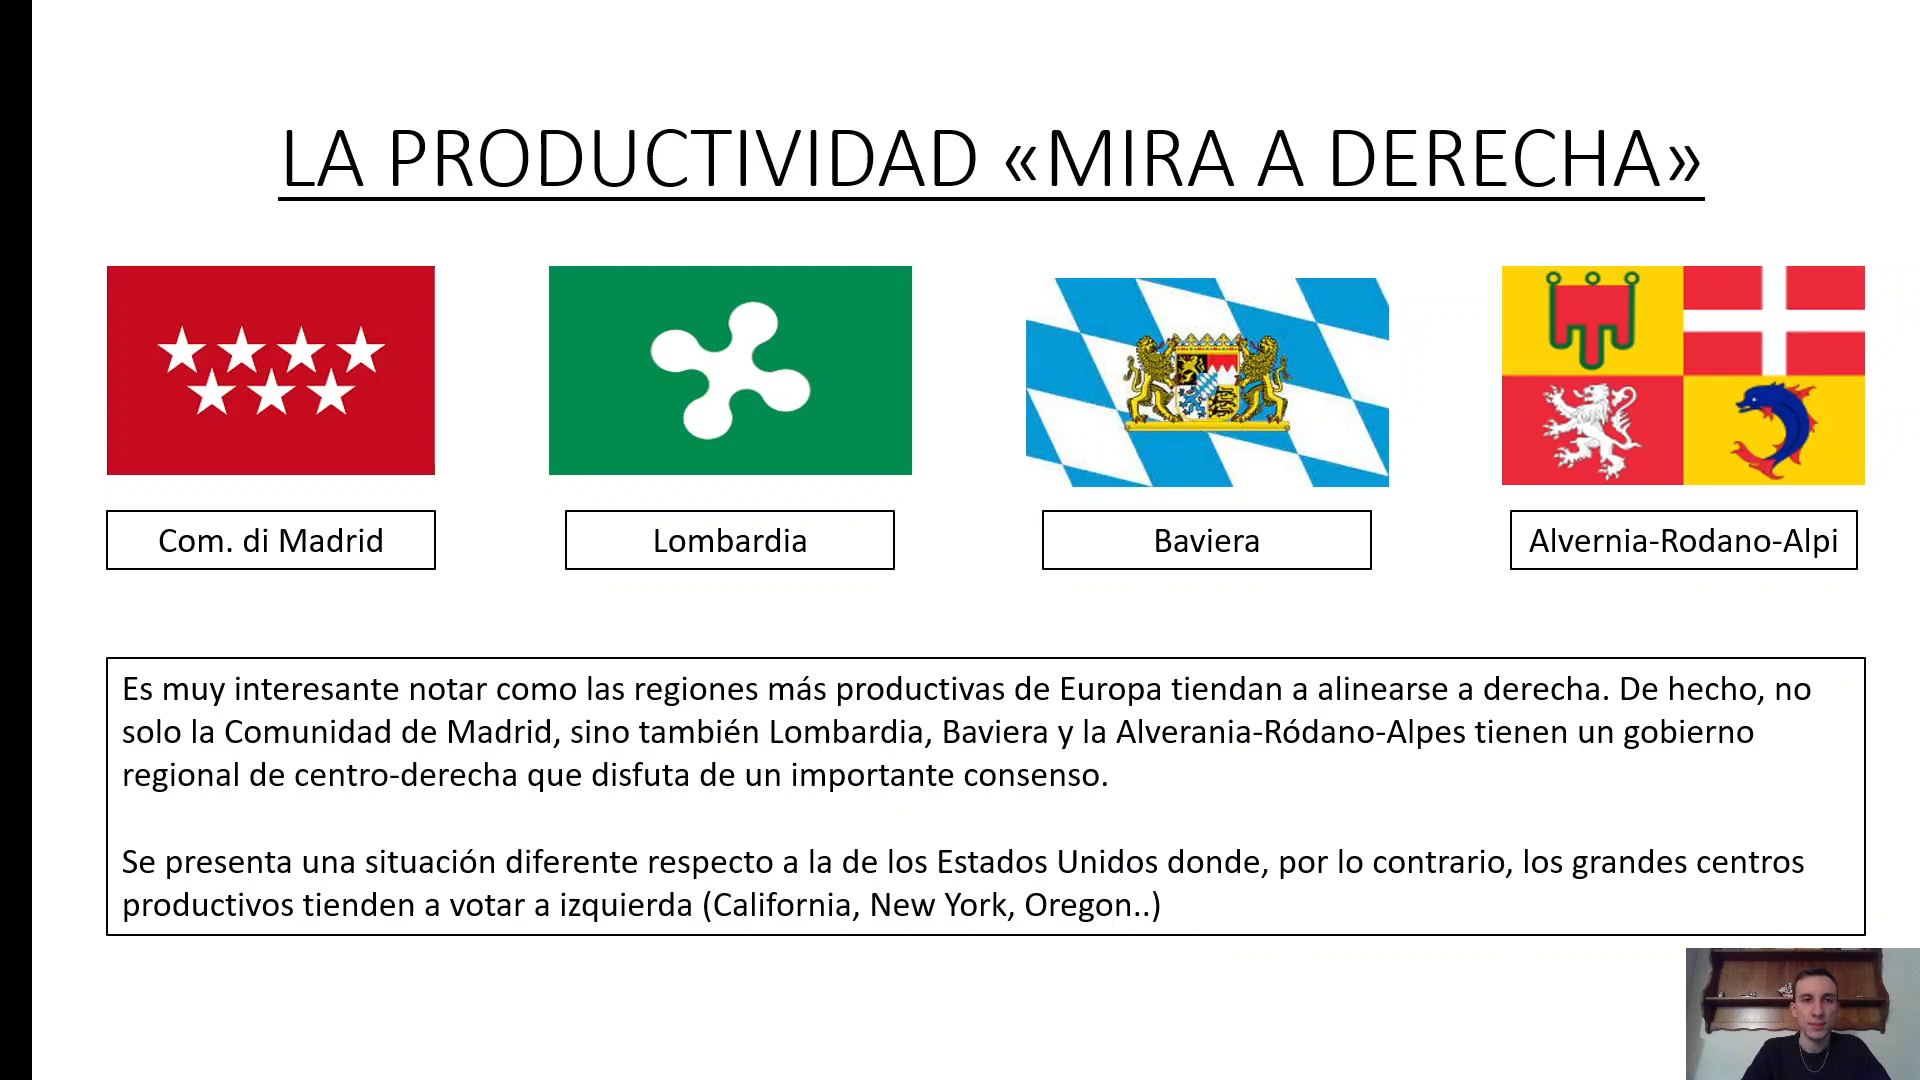 LA PRODUCTIVIDAD «MIRA A DERECHA»
Com. di Madrid
Lombardia
Baviera
Alvernia-Rodano-Alpi
Es muy interesante notar como las regiones más productivas de Europa tiendan a alinearse a derecha. De hecho, no
solo la Comunidad de Madrid, sino también Lombardia, Baviera y la Alverania-Ródano-Alpes tienen un gobierno
regional de centro-derecha que disfuta de un importante consenso.
Se presenta una situación diferente respecto a la de los Estados Unidos donde, por lo contrario, los grandes centros
productivos tienden a votar a izquierda (California, New York, Oregon..)